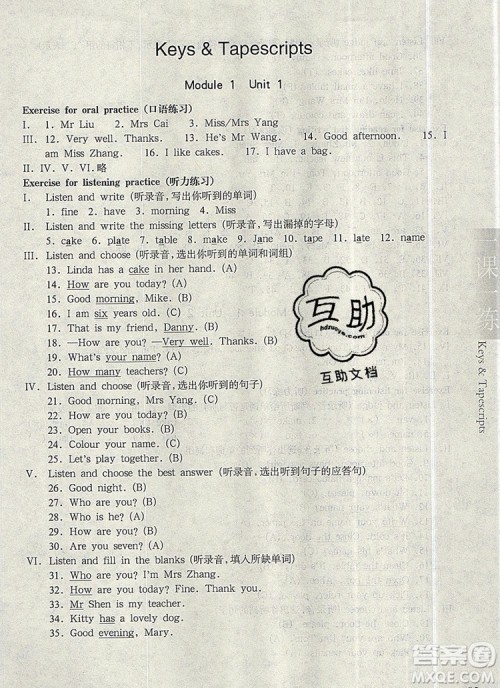 Keys & Tapescripts
Module 1 Unit 1
Exercise for oral practice (口语练习)
I. 1. Mr Liu 2. Mrs Cai 3. Miss/Mrs Yang
III. 12. Very well. Thanks. 13. He's Mr Wang. 14. Good afternoon. 15. I
am Miss Zhang. 16. I like cakes.
II. Ⅳ. Ⅴ. Ⅵ.略
Exercise for listening practice (听力练习)
I. Listen and write (听录音,写出你听到的单词)
1. fine 2. have 3. morning 4. Miss
II. Listen and write the missing letters (听录音,写出漏掉的字母)
5. cake 6. plate 7. table 8. make 9. Jane 10. tape 11. late 12. name
III. Listen and choose (听录音,选出你听到的单词和词组)
13. Linda has a cake in her hand. (C)
14. How are you today? (A)
15. Good morning, Mike. (B)
16. I am six years old. (A)
17. That is my friend, Danny. (B)
18. —How are you? —Very well, Thanks. (B)
19. What's your name? (A)
20. How many teachers? (A)
IV. Listen and choose (听录音,选出你听到的句子)
21. Good morning, Mrs Yang. (C)
22. How are you today? (B)
23. Open your books. (B)
24. Colour your name. (C)
25. Let's play together. (C)
V. Listen and choose the best answer (听录音,选出听到句子的应答句)
26. Good night. (B)
27. Who are you? (B)
28. Who is he? (A)
29. How are you? (A)
30. Are you seven? (B)
VI. Listen and fill in the blanks (听录音,填人所缺单词)
31. Who are you? I'm Mrs Zhang.
32. How are you today? Fine. Thank you.
33. Mr Shen is my teacher.
34. Kitty has a lovely cat.
35. Good evening, Mary.
一课一练
Keys & Tapescripts
互助
hdzuoye.com
互助文档